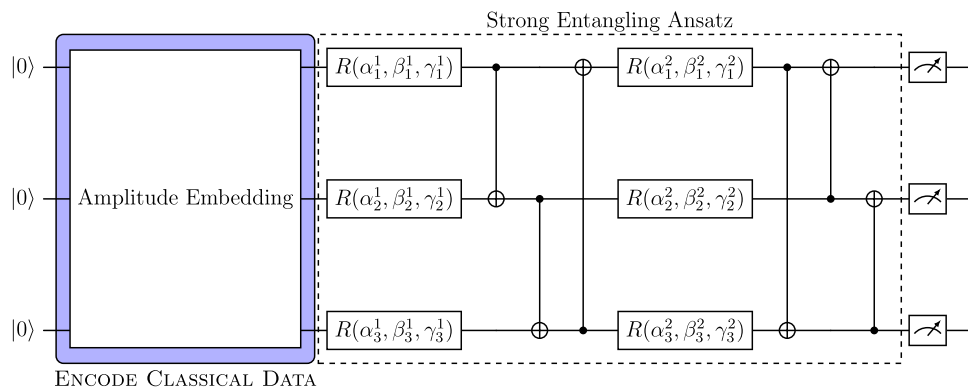 Strong Entangling Ansatz
|0⟩ R(α₁¹, β₁¹, γ₁¹) R(α₁², β₁², γ₁²)
|0⟩ Amplitude Embedding R(α₂¹, β₂¹, γ₂¹) R(α₂², β₂², γ₂²)
|0⟩ R(α₃¹, β₃¹, γ₃¹) R(α₃², β₃², γ₃²)
ENCODE CLASSICAL DATA